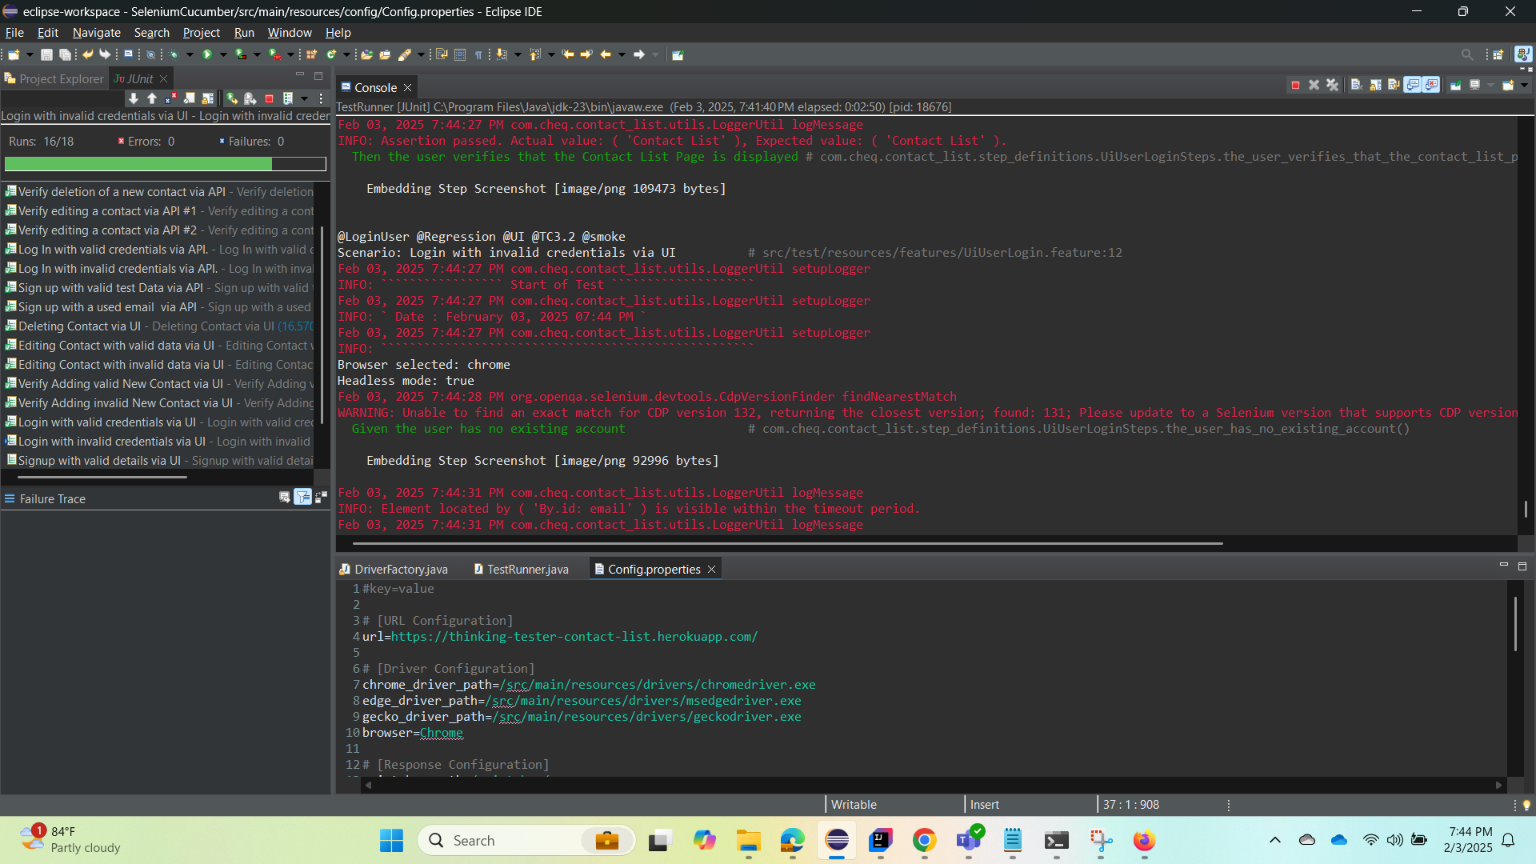 eclipse-workspace - SeleniumCucumber/src/main/resources/config/Config.properties - Eclipse IDE
File Edit Navigate Search Project Run Window Help
Project Explorer JUnit
Login with invalid credentials via UI - Login with invalid creder
Runs: 16/18 Errors: 0 Failures: 0
Verify deletion of a new contact via API - Verify deletion
Verify editing a contact via API #1 - Verify editing a cont
Verify editing a contact via API #2 - Verify editing a cont
Log In with valid credentials via API. - Log In with valid c
Log In with invalid credentials via API. - Log In with inval
Sign up with valid test Data via API - Sign up with valid
Sign up with a used email via API - Sign up with a used
Deleting Contact via UI - Deleting Contact via UI (16.570
Editing Contact with valid data via UI - Editing Contact v
Editing Contact with invalid data via UI - Editing Contac
Verify Adding valid New Contact via UI - Verify Adding v
Verify Adding invalid New Contact via UI - Verify Adding
Login with valid credentials via UI - Login with valid cre
Login with invalid credentials via UI - Login with invalid
Signup with valid details via UI - Signup with valid detai
Failure Trace
Console
TestRunner [JUnit] C:\Program Files\Java\jdk-23\bin\javaw.exe (Feb 3, 2025, 7:41:40 PM elapsed: 0:02:50) [pid: 18676]
Feb 03, 2025 7:44:27 PM com.cheq.contact_list.utils.LoggerUtil logMessage
INFO: Assertion passed. Actual value: ( 'Contact List' ), Expected value: ( 'Contact List' ).
Then the user verifies that the Contact List Page is displayed # com.cheq.contact_list.step_definitions.UiUserLoginSteps.the_user_verifies_that_the_contact_list_p
Embedding Step Screenshot [image/png 109473 bytes]
@LoginUser @Regression @UI @TC3.2 @smoke
Scenario: Login with invalid credentials via UI # src/test/resources/features/UiUserLogin.feature:12
Feb 03, 2025 7:44:27 PM com.cheq.contact_list.utils.LoggerUtil setupLogger
INFO: ````````````````` Start of Test ````````````````````
Feb 03, 2025 7:44:27 PM com.cheq.contact_list.utils.LoggerUtil setupLogger
INFO: ` Date : February 03, 2025 07:44 PM `
Feb 03, 2025 7:44:27 PM com.cheq.contact_list.utils.LoggerUtil setupLogger
INFO: ````````````````````````````````````````````````````
Browser selected: chrome
Headless mode: true
Feb 03, 2025 7:44:28 PM org.openqa.selenium.devtools.CdpVersionFinder findNearestMatch
WARNING: Unable to find an exact match for CDP version 132, returning the closest version; found: 131; Please update to a Selenium version that supports CDP version
Given the user has no existing account # com.cheq.contact_list.step_definitions.UiUserLoginSteps.the_user_has_no_existing_account()
Embedding Step Screenshot [image/png 92996 bytes]
Feb 03, 2025 7:44:31 PM com.cheq.contact_list.utils.LoggerUtil logMessage
INFO: Element located by ( 'By.id: email' ) is visible within the timeout period.
Feb 03, 2025 7:44:31 PM com.cheq.contact_list.utils.LoggerUtil logMessage
DriverFactory.java TestRunner.java Config.properties
1 #key=value
2
3 # [URL Configuration]
4 url=https://thinking-tester-contact-list.herokuapp.com/
5
6 # [Driver Configuration]
7 chrome_driver_path=/src/main/resources/drivers/chromedriver.exe
8 edge_driver_path=/src/main/resources/drivers/msedgedriver.exe
9 gecko_driver_path=/src/main/resources/drivers/geckodriver.exe
10 browser=Chrome
11
12 # [Response Configuration]
Writable Insert 37 : 1 : 908
1
84°F
Partly cloudy
Search
7:44 PM
2/3/2025